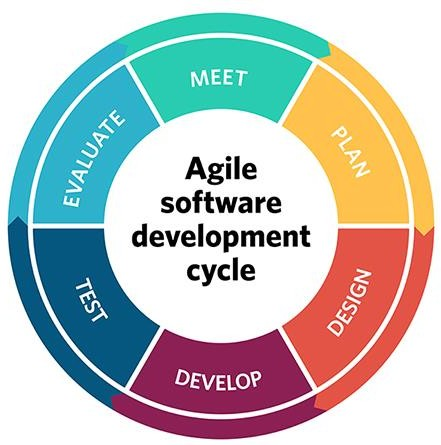 Agile
software
development
cycle
MEET
PLAN
DESIGN
DEVELOP
TEST
EVALUATE